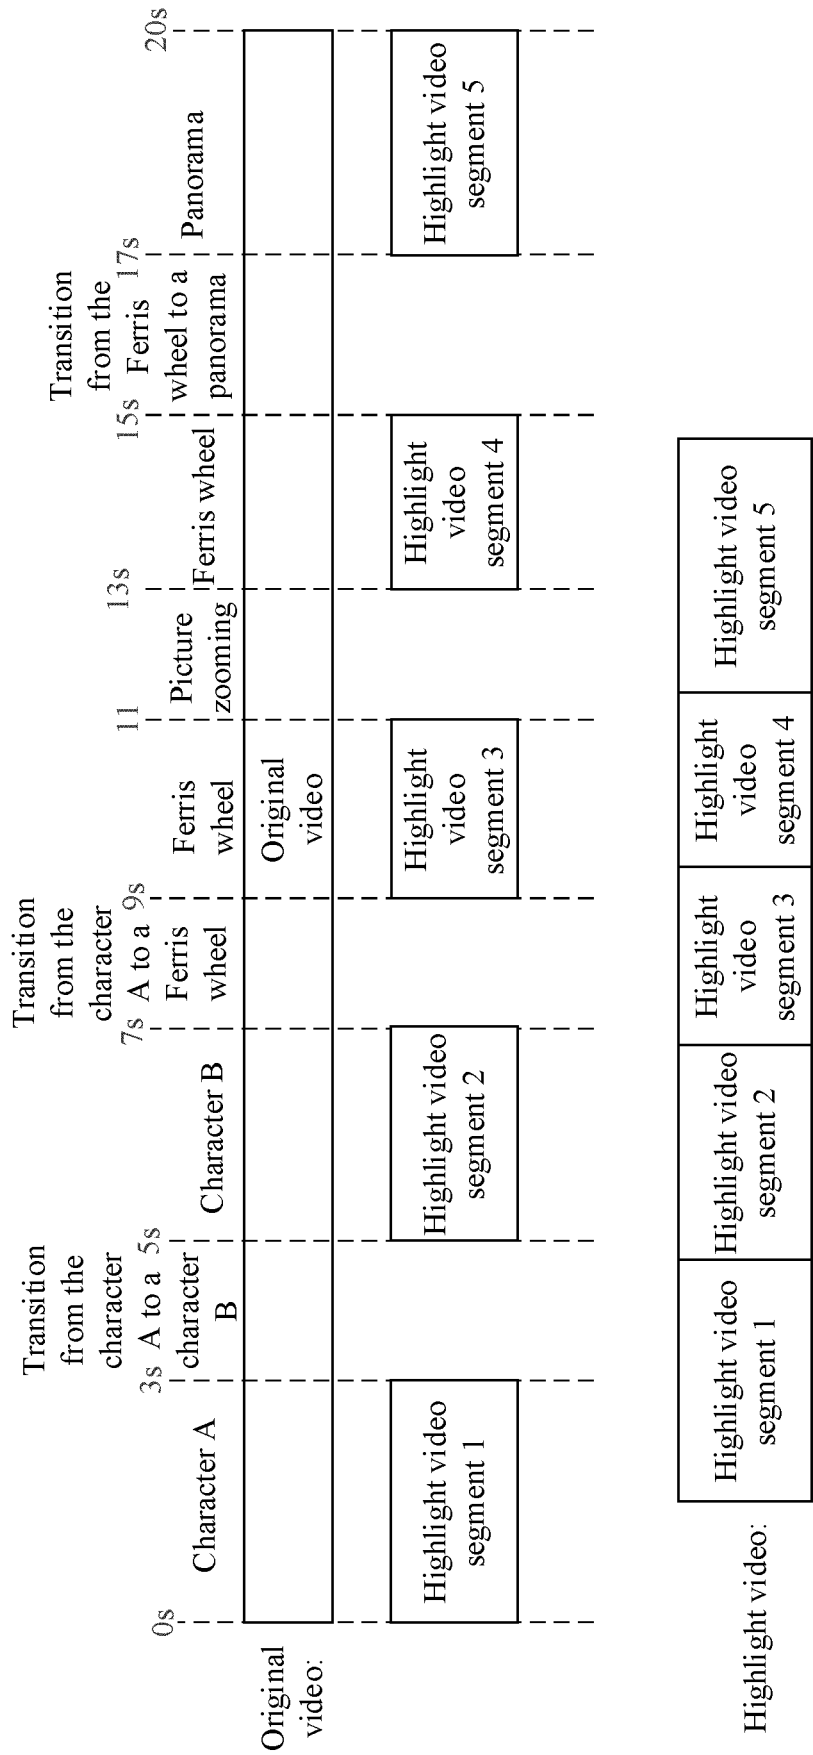 0s
3s
5s
7s
9s
11
13s
15s
17s
20s
Character A
Transition
from the
character
A to a
character
B
Character B
Transition
from the
character
A to a
Ferris
wheel
Ferris
wheel
Picture
zooming
Ferris wheel
Transition
from the
Ferris
wheel to a
panorama
Panorama
Original
video:
Original
video
Highlight video
segment 1
Highlight video
segment 2
Highlight
video
segment 3
Highlight
video
segment 4
Highlight video
segment 5
Highlight video:
Highlight video
segment 1
Highlight video
segment 2
Highlight
video
segment 3
Highlight
video
segment 4
Highlight video
segment 5